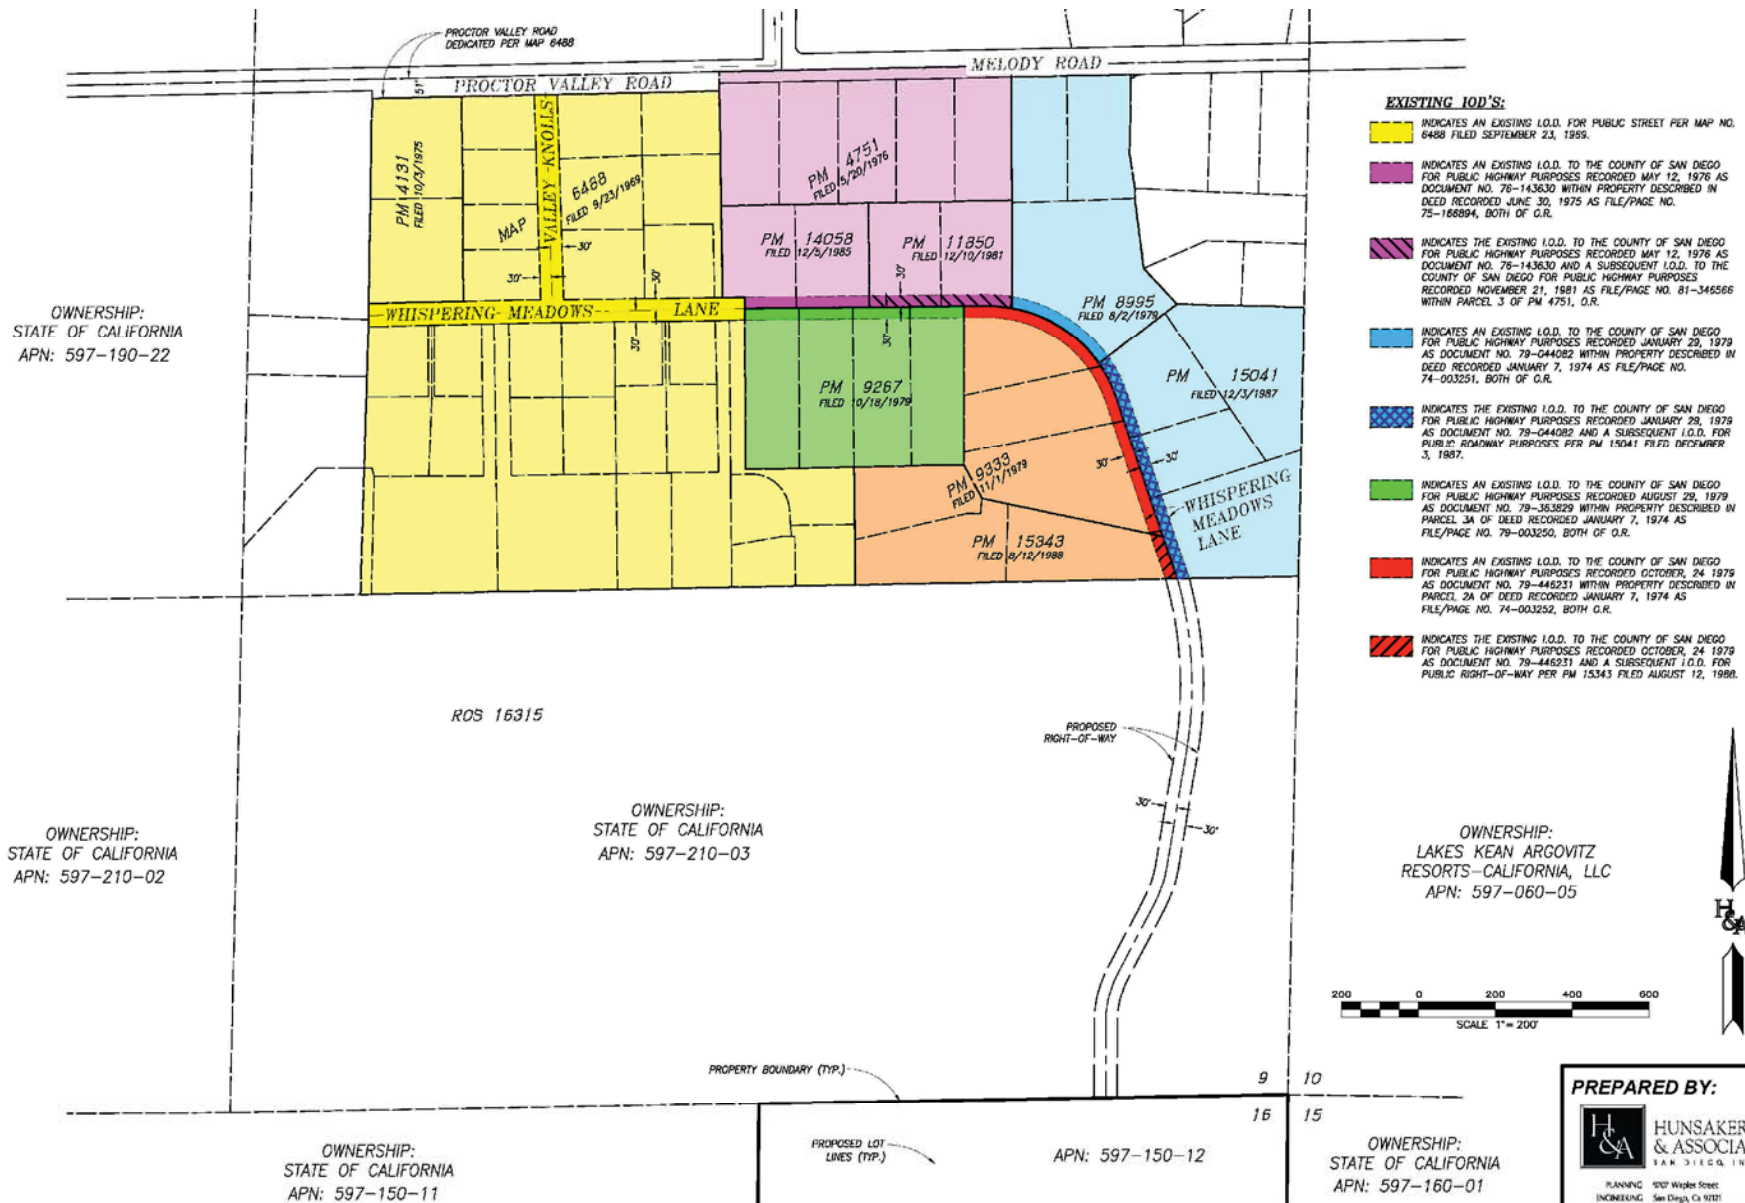 PROCTOR VALLEY ROAD
DEDICATED PER MAP 6488
PROCTOR VALLEY ROAD
MELODY ROAD
51'
PM 4131
FILED 10/3/1975
MAP 6488
FILED 9/23/1969
VALLEY KNOLLS
PM 4751
FILED 5/20/1976
PM 14058
FILED 12/5/1985
PM 11850
FILED 12/10/1981
30'
30'
30'
30'
30'
30'
WHISPERING MEADOWS LANE
PM 8995
FILED 8/2/1979
PM 9267
FILED 10/18/1979
PM 15041
FILED 12/3/1987
PM 9333
FILED 11/1/1979
30'
30'
WHISPERING
MEADOWS
LANE
PM 15343
FILED 8/12/1988
OWNERSHIP:
STATE OF CALIFORNIA
APN: 597-190-22
EXISTING IOD'S:
INDICATES AN EXISTING I.O.D. FOR PUBLIC STREET PER MAP NO.
6488 FILED SEPTEMBER 23, 1969.
INDICATES AN EXISTING I.O.D. TO THE COUNTY OF SAN DIEGO
FOR PUBLIC HIGHWAY PURPOSES RECORDED MAY 12, 1976 AS
DOCUMENT NO. 76-143630 WITHIN PROPERTY DESCRIBED IN
DEED RECORDED JUNE 30, 1975 AS FILE/PAGE NO.
75-166894, BOTH OF O.R.
INDICATES THE EXISTING I.O.D. TO THE COUNTY OF SAN DIEGO
FOR PUBLIC HIGHWAY PURPOSES RECORDED MAY 12, 1976 AS
DOCUMENT NO. 76-143630 AND A SUBSEQUENT I.O.D. TO THE
COUNTY OF SAN DIEGO FOR PUBLIC HIGHWAY PURPOSES
RECORDED NOVEMBER 21, 1981 AS FILE/PAGE NO. 81-346566
WITHIN PARCEL 3 OF PM 4751, O.R.
INDICATES AN EXISTING I.O.D. TO THE COUNTY OF SAN DIEGO
FOR PUBLIC HIGHWAY PURPOSES RECORDED JANUARY 29, 1979
AS DOCUMENT NO. 79-044082 WITHIN PROPERTY DESCRIBED IN
DEED RECORDED JANUARY 7, 1974 AS FILE/PAGE NO.
74-003251, BOTH OF O.R.
INDICATES THE EXISTING I.O.D. TO THE COUNTY OF SAN DIEGO
FOR PUBLIC HIGHWAY PURPOSES RECORDED JANUARY 29, 1979
AS DOCUMENT NO. 79-044082 AND A SUBSEQUENT I.O.D. FOR
PUBLIC ROADWAY PURPOSES PER PM 15041 FILED DECEMBER
3, 1987.
INDICATES AN EXISTING I.O.D. TO THE COUNTY OF SAN DIEGO
FOR PUBLIC HIGHWAY PURPOSES RECORDED AUGUST 29, 1979
AS DOCUMENT NO. 79-363829 WITHIN PROPERTY DESCRIBED IN
PARCEL 3A OF DEED RECORDED JANUARY 7, 1974 AS
FILE/PAGE NO. 79-003250, BOTH OF O.R.
INDICATES AN EXISTING I.O.D. TO THE COUNTY OF SAN DIEGO
FOR PUBLIC HIGHWAY PURPOSES RECORDED OCTOBER, 24 1979
AS DOCUMENT NO. 79-446231 WITHIN PROPERTY DESCRIBED IN
PARCEL 2A OF DEED RECORDED JANUARY 7, 1974 AS
FILE/PAGE NO. 74-003252, BOTH O.R.
INDICATES THE EXISTING I.O.D. TO THE COUNTY OF SAN DIEGO
FOR PUBLIC HIGHWAY PURPOSES RECORDED OCTOBER, 24 1979
AS DOCUMENT NO. 79-446231 AND A SUBSEQUENT I.O.D. FOR
PUBLIC RIGHT-OF-WAY PER PM 15343 FILED AUGUST 12, 1988.
ROS 16315
PROPOSED
RIGHT-OF-WAY
30'
30'
OWNERSHIP:
STATE OF CALIFORNIA
APN: 597-210-02
OWNERSHIP:
STATE OF CALIFORNIA
APN: 597-210-03
OWNERSHIP:
LAKES KEAN ARGOVITZ
RESORTS-CALIFORNIA, LLC
APN: 597-060-05
H&A
200 0 200 400 600
SCALE 1"= 200'
PROPERTY BOUNDARY (TYP.)
9 10
16 15
PROPOSED LOT
LINES (TYP.)
APN: 597-150-12
OWNERSHIP:
STATE OF CALIFORNIA
APN: 597-150-11
OWNERSHIP:
STATE OF CALIFORNIA
APN: 597-160-01
PREPARED BY:
H&A
HUNSAKER
& ASSOCIA
SAN DIEGO, IN
PLANNING 9707 Waples Street
ENGINEERING San Diego, Ca 92121